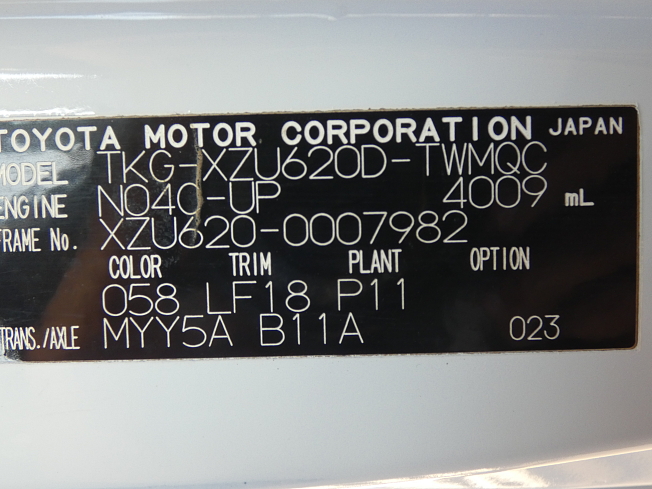 TOYOTA MOTOR CORPORATION JAPAN
MODEL TKG-XZU620D-TWMQC
ENGINE N04C-UP 4009 mL
FRAME No. XZU620-0007982
COLOR TRIM PLANT OPTION
058 LF18 P11
TRANS./AXLE MYY5A B11A 023